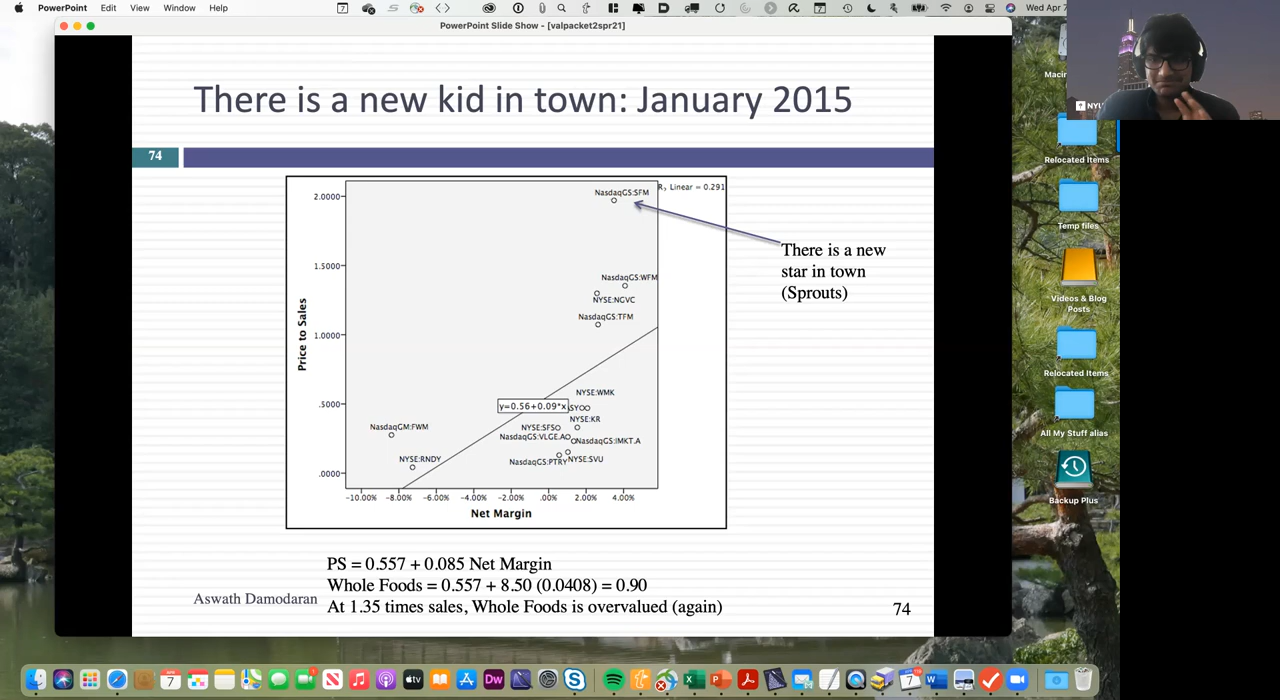 PowerPoint Edit View Window Help
Wed Apr 7
PowerPoint Slide Show - [valpacket2spr21]
There is a new kid in town: January 2015
74
NasdaqGS:SFM
R, Linear = 0.291
2.0000
There is a new
star in town
(Sprouts)
NasdaqGS:WFM
1.5000
NYSE:NGVC
NasdaqGS:TFM
1.0000
Price to Sales
NYSE:WMK
y=0.56+0.09*x
.5000
NYSE:KR
NasdaqGM:FWM
NYSE:SFS
NasdaqGS:VLGE.A
NasdaqGS:IMKT.A
NYSE:RNDY
NasdaqGS:PTRY
NYSE:SVU
.0000
-10.00% -8.00% -6.00% -4.00% -2.00% .00% 2.00% 4.00%
Net Margin
PS = 0.557 + 0.085 Net Margin
Whole Foods = 0.557 + 8.50 (0.0408) = 0.90
Aswath Damodaran
At 1.35 times sales, Whole Foods is overvalued (again)
74
Relocated Items
Temp files
Videos & Blog
Posts
Relocated Items
All My Stuff alias
Backup Plus